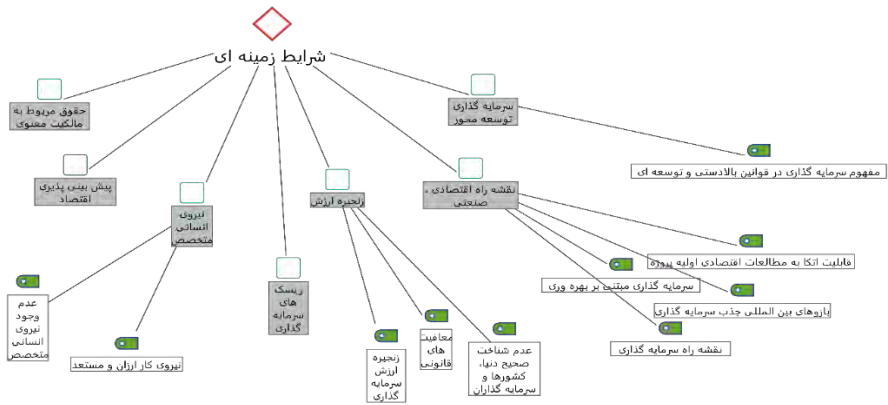 شرایط زمینه ای
سرمایه گذاری
توسعه محور
حقوق مربوط به
مالکیت معنوی
مفهوم سرمایه گذاری در قوانین بالادستی و توسعه ای
پیش بینی پذیری
اقتصاد
نیروی
انسانی
متخصص
زنجیره ارزش
نقشه راه اقتصادی ،
صنعتی
ریسک
های
سرمایه
گذاری
قابلیت اتکا به مطالعات اقتصادی اولیه پروژه
سرمایه گذاری مبتنی بر بهره وری
بازوهای بین المللی جذب سرمایه گذاری
نقشه راه سرمایه گذاری
عدم شناخت
صحیح دنیا،
کشورها و
سرمایه گذاران
معافیت
های
قانونی
زنجیره
ارزش
سرمایه
گذاری
نیروی کار ارزان و مستعد
عدم
وجود
نیروی
انسانی
متخصص